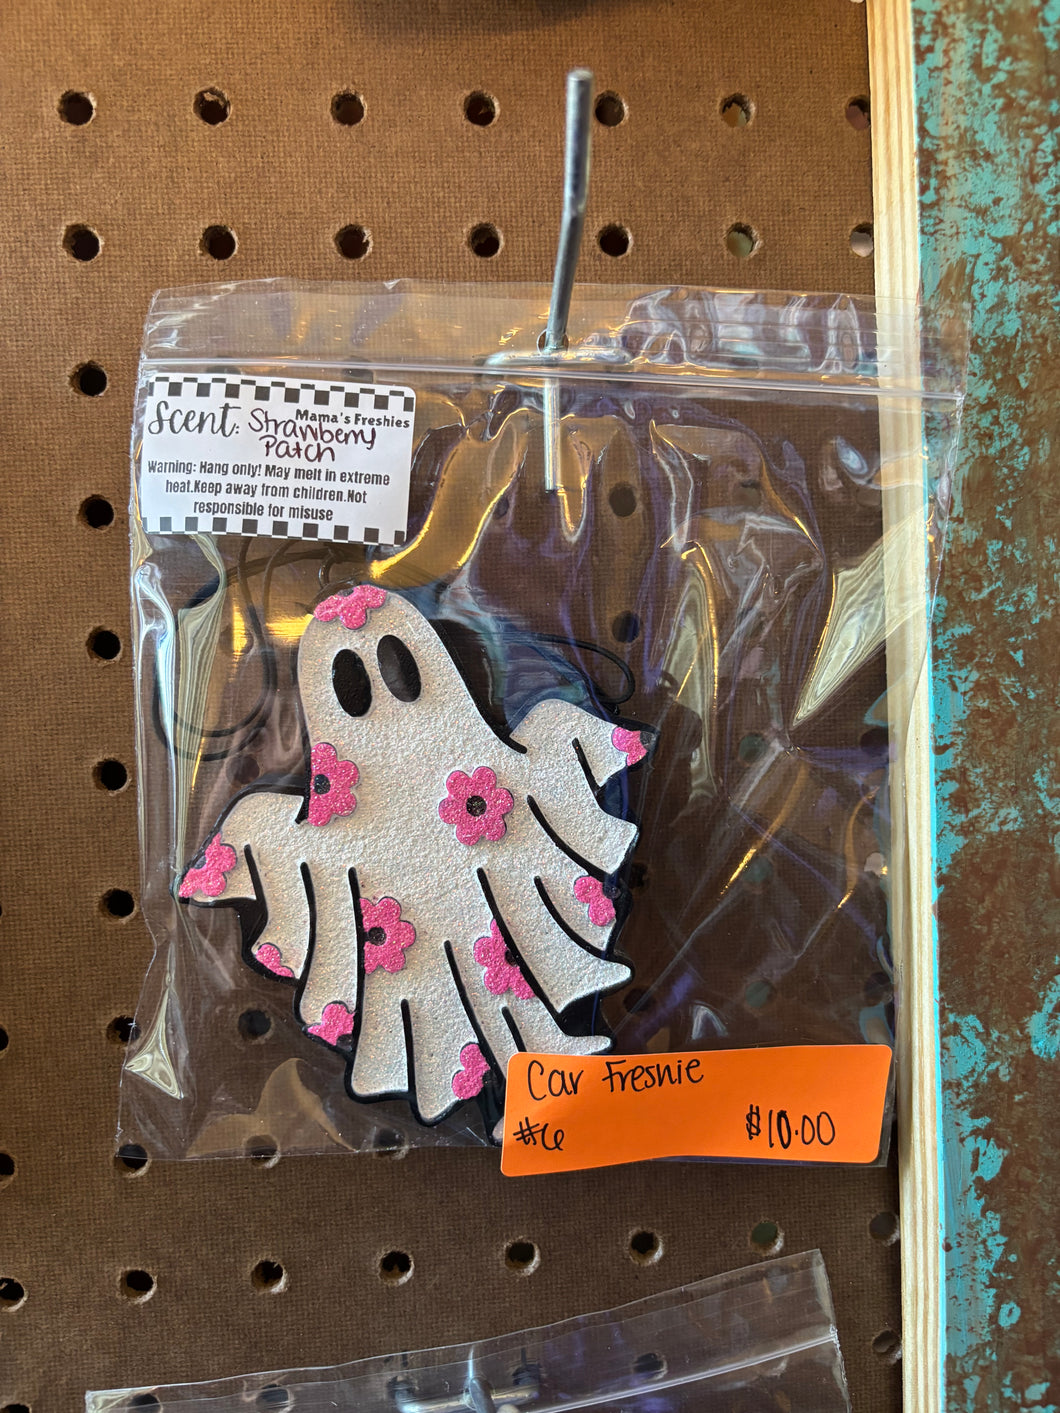 Mama's Freshies
Scent: Strawberry
Patch
Warning: Hang only! May melt in extreme
heat.Keep away from children.Not
responsible for misuse
Car Freshie
#6 $10.00